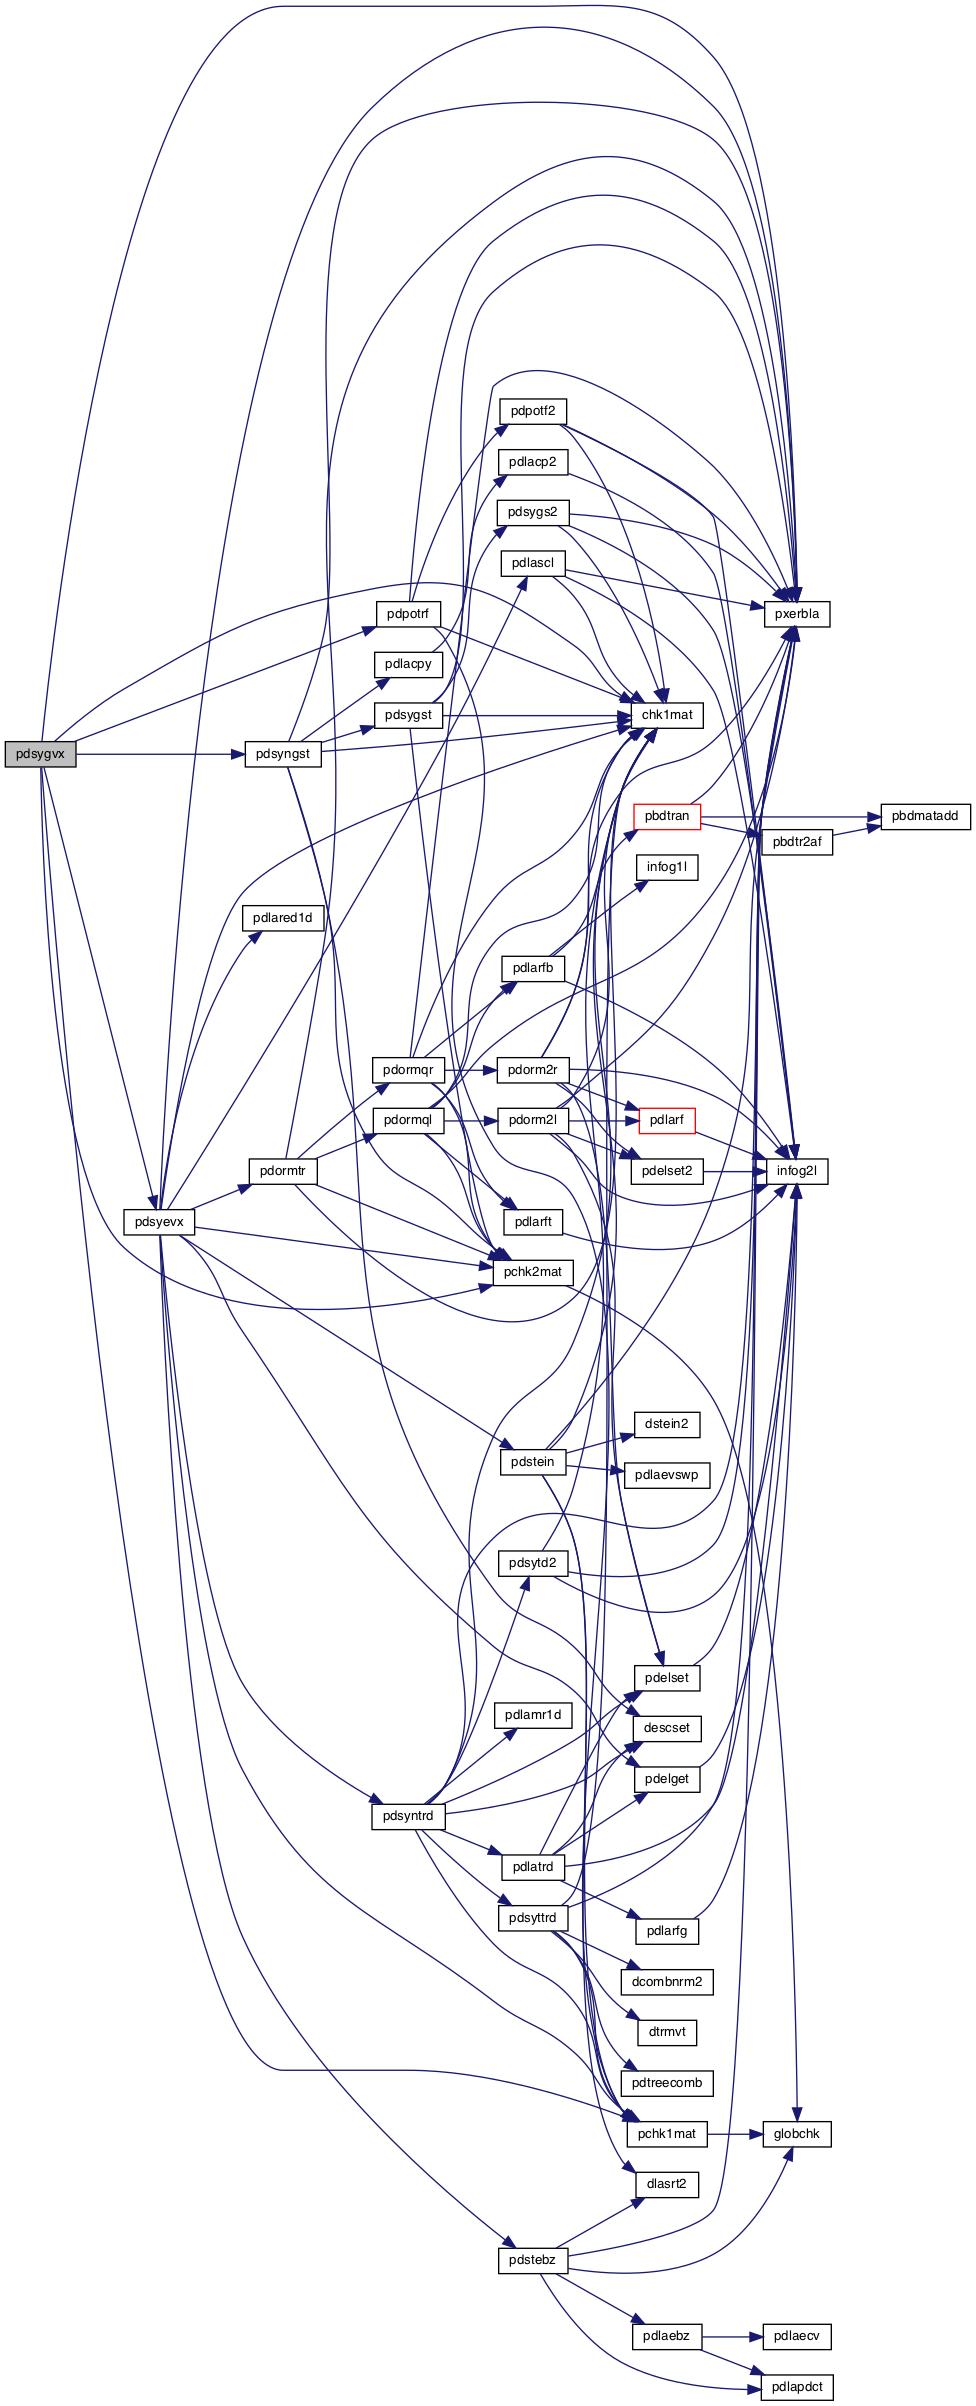 pdpotf2
pdlacp2
pdsygs2
pdlascl
pdpotrf
pxerbla
pdlacpy
pdsygst
chk1mat
pdsygvx
pdsyngst
pbdtran
pbdmatadd
pbdtr2af
infog1l
pdlared1d
pdlarfb
pdormqr
pdorm2r
pdormql
pdorm2l
pdlarf
pdormtr
pdelset2
infog2l
pdsyevx
pdlarft
pchk2mat
dstein2
pdstein
pdlaevswp
pdsytd2
pdelset
pdlamr1d
descset
pdelget
pdsyntrd
pdlatrd
pdsyttrd
pdlarfg
dcombnrm2
dtrmvt
pdtreecomb
pchk1mat
globchk
dlasrt2
pdstebz
pdlaebz
pdlaecv
pdlapdct